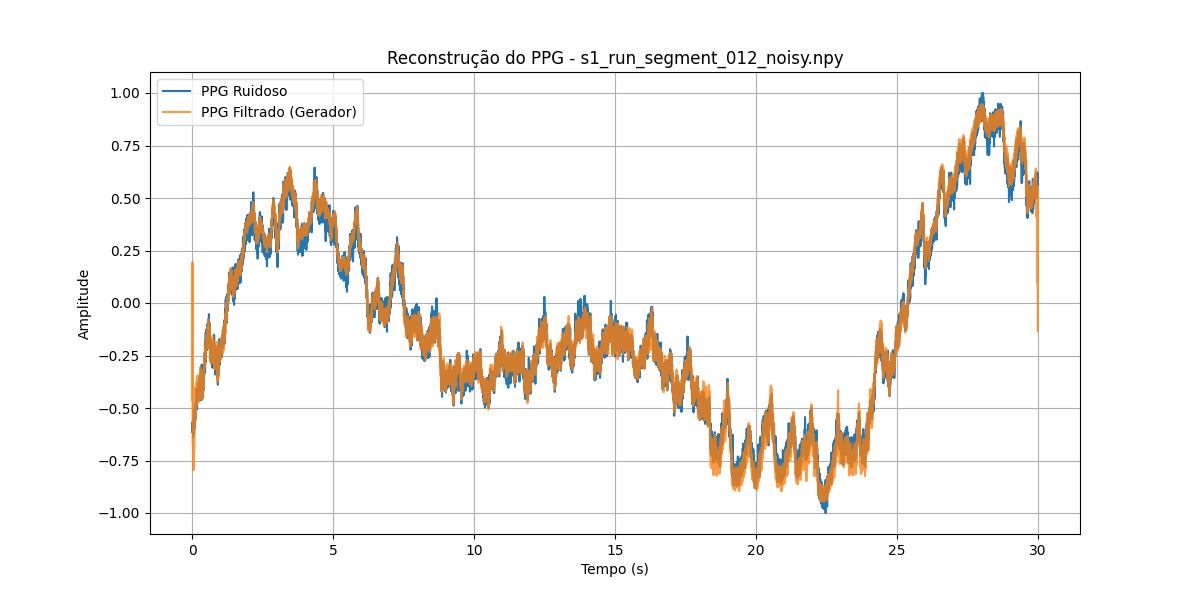 Reconstrução do PPG - s1_run_segment_012_noisy.npy
PPG Ruidoso
PPG Filtrado (Gerador)
1.00
0.75
0.50
0.25
0.00
−0.25
−0.50
−0.75
−1.00
Amplitude
0 5 10 15 20 25 30
Tempo (s)